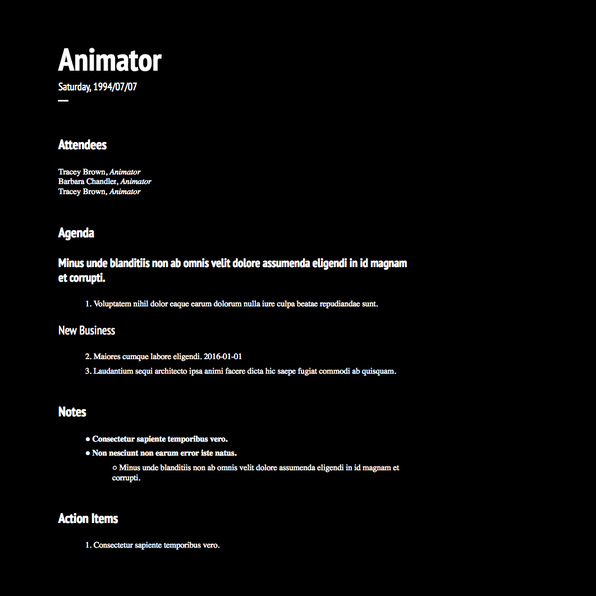 Animator
Saturday, 1994/07/07
Attendees
Tracey Brown, Animator
Barbara Chandler, Animator
Tracey Brown, Animator
Agenda
Minus unde blanditiis non ab omnis velit dolore assumenda eligendi in id magnam
et corrupti.
1. Voluptatem nihil dolor eaque earum dolorum nulla iure culpa beatae repudiandae sunt.
New Business
2. Maiores cumque labore eligendi. 2016-01-01
3. Laudantium sequi architecto ipsa animi facere dicta hic saepe fugiat commodi ab quisquam.
Notes
● Consectetur sapiente temporibus vero.
● Non nesciunt non earum error iste natus.
○ Minus unde blanditiis non ab omnis velit dolore assumenda eligendi in id magnam et
corrupti.
Action Items
1. Consectetur sapiente temporibus vero.